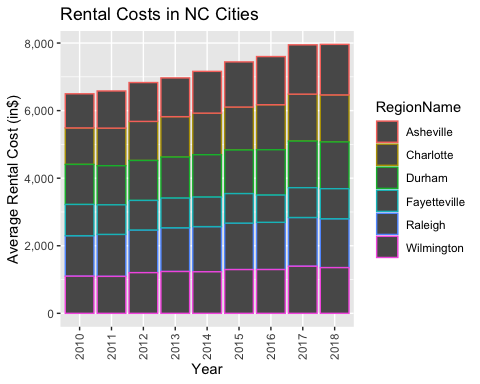 Rental Costs in NC Cities
Average Rental Cost (in$)
8,000
6,000
4,000
2,000
0
2010
2011
2012
2013
2014
2015
2016
2017
2018
Year
RegionName
Asheville
Charlotte
Durham
Fayetteville
Raleigh
Wilmington